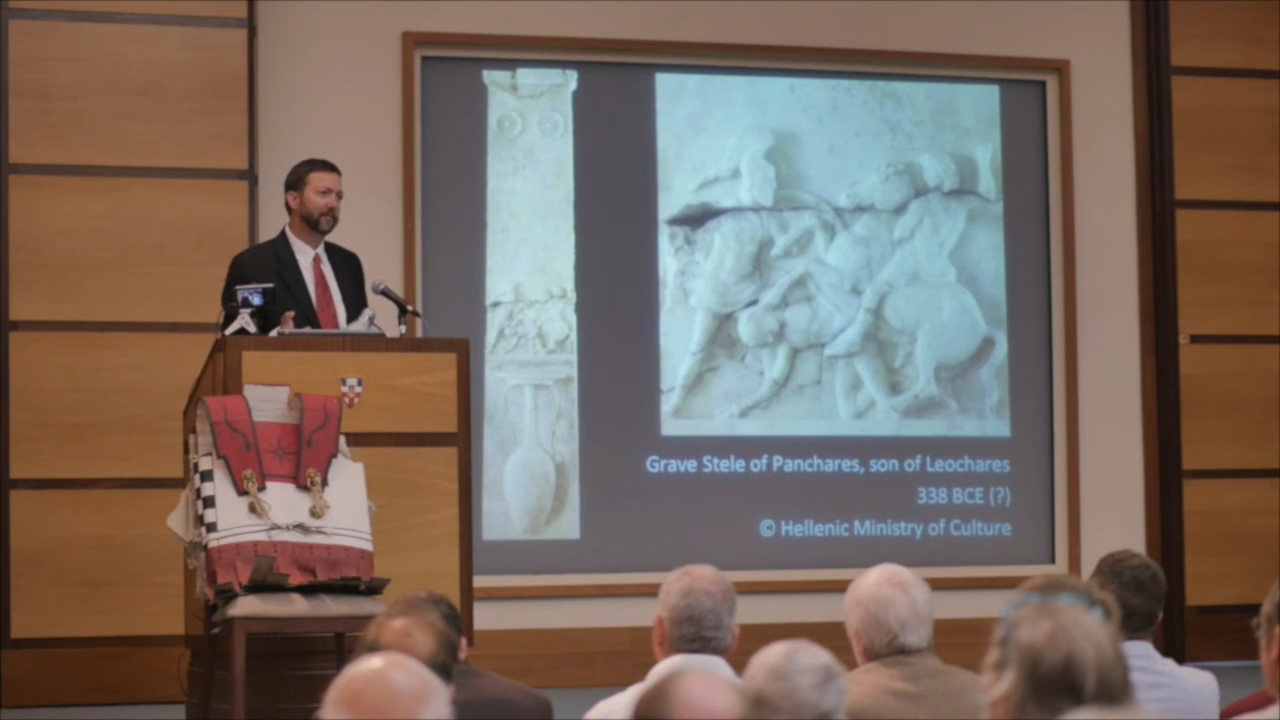 Grave Stele of Panchares, son of Leochares
338 BCE (?)
© Hellenic Ministry of Culture